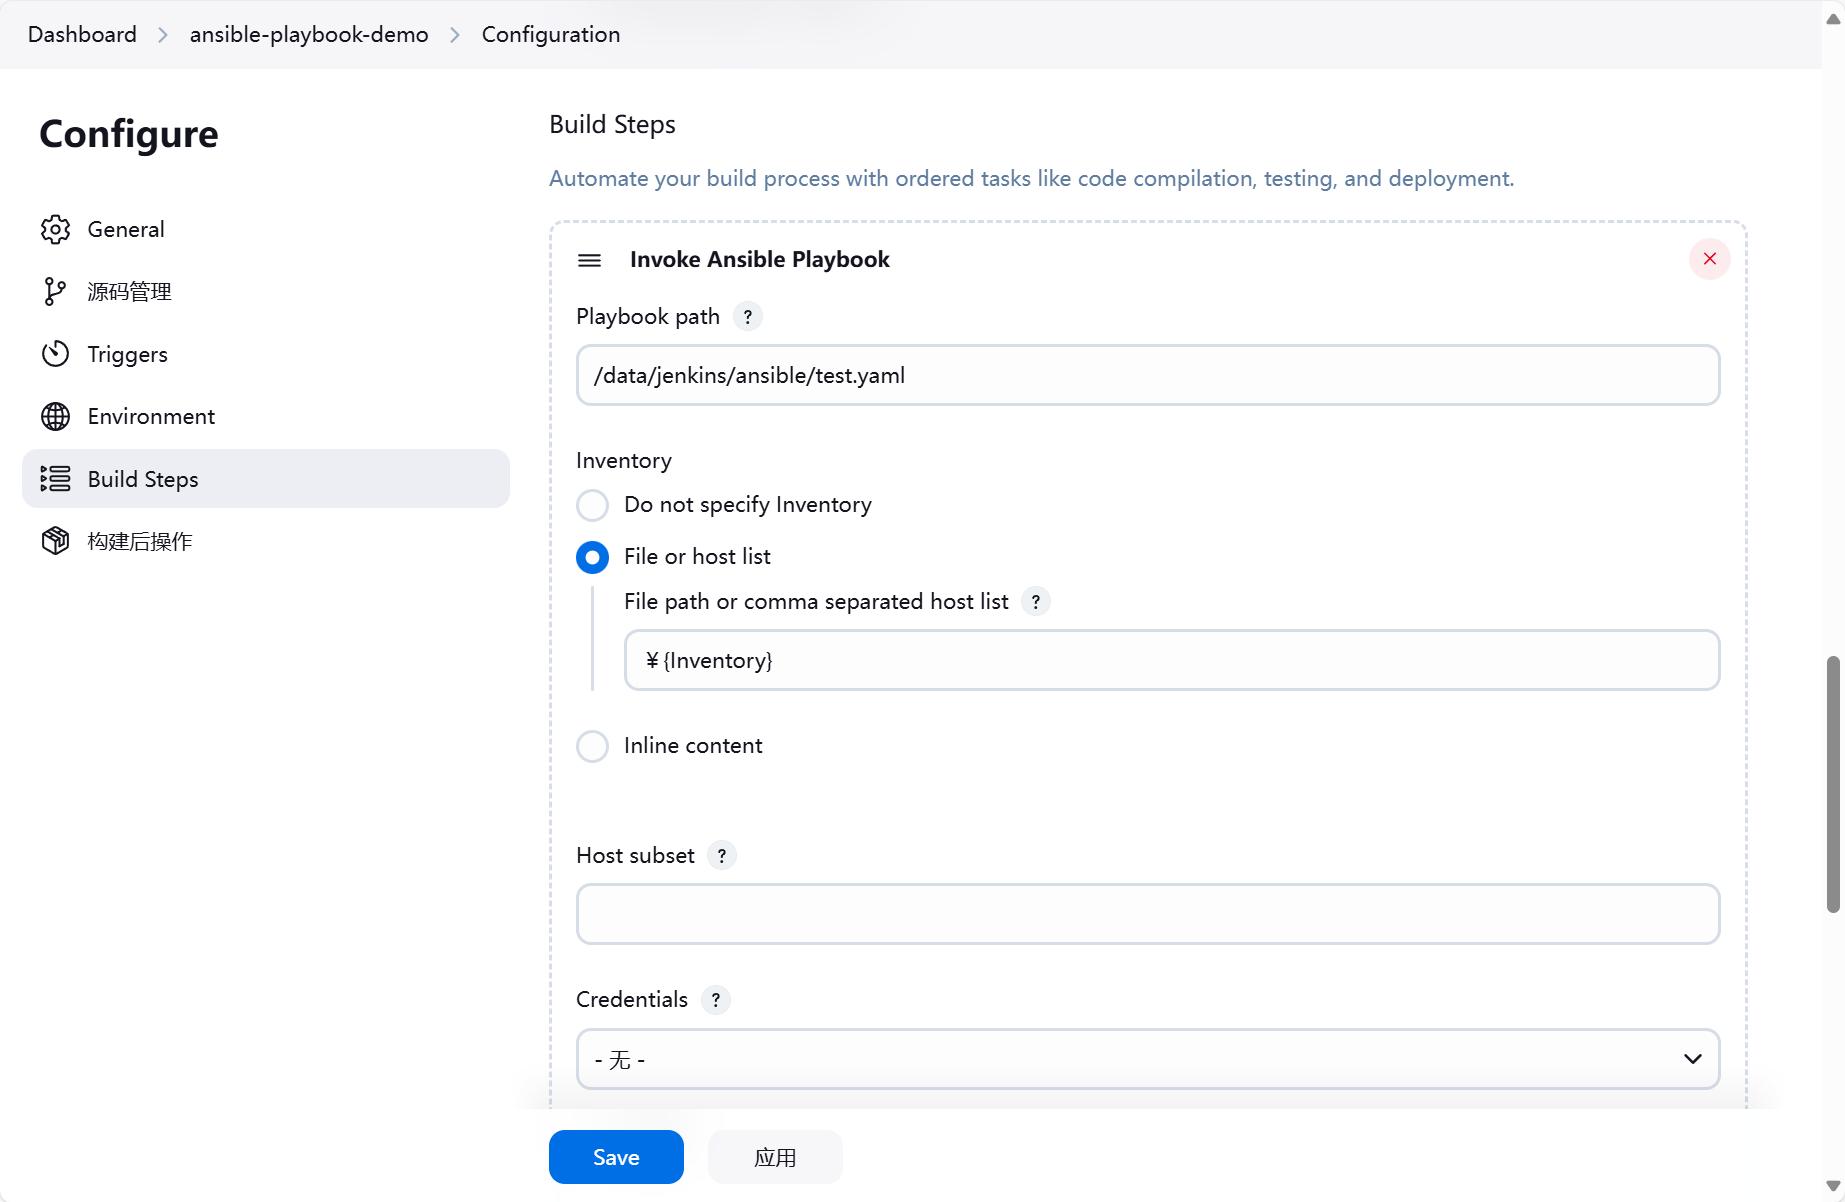 Dashboard > ansible-playbook-demo > Configuration
Configure
General
源码管理
Triggers
Environment
Build Steps
构建后操作
Build Steps
Automate your build process with ordered tasks like code compilation, testing, and deployment.
Invoke Ansible Playbook
Playbook path ?
/data/jenkins/ansible/test.yaml
Inventory
Do not specify Inventory
File or host list
File path or comma separated host list ?
￥{Inventory}
Inline content
Host subset ?
Credentials ?
- 无 -
Save
应用